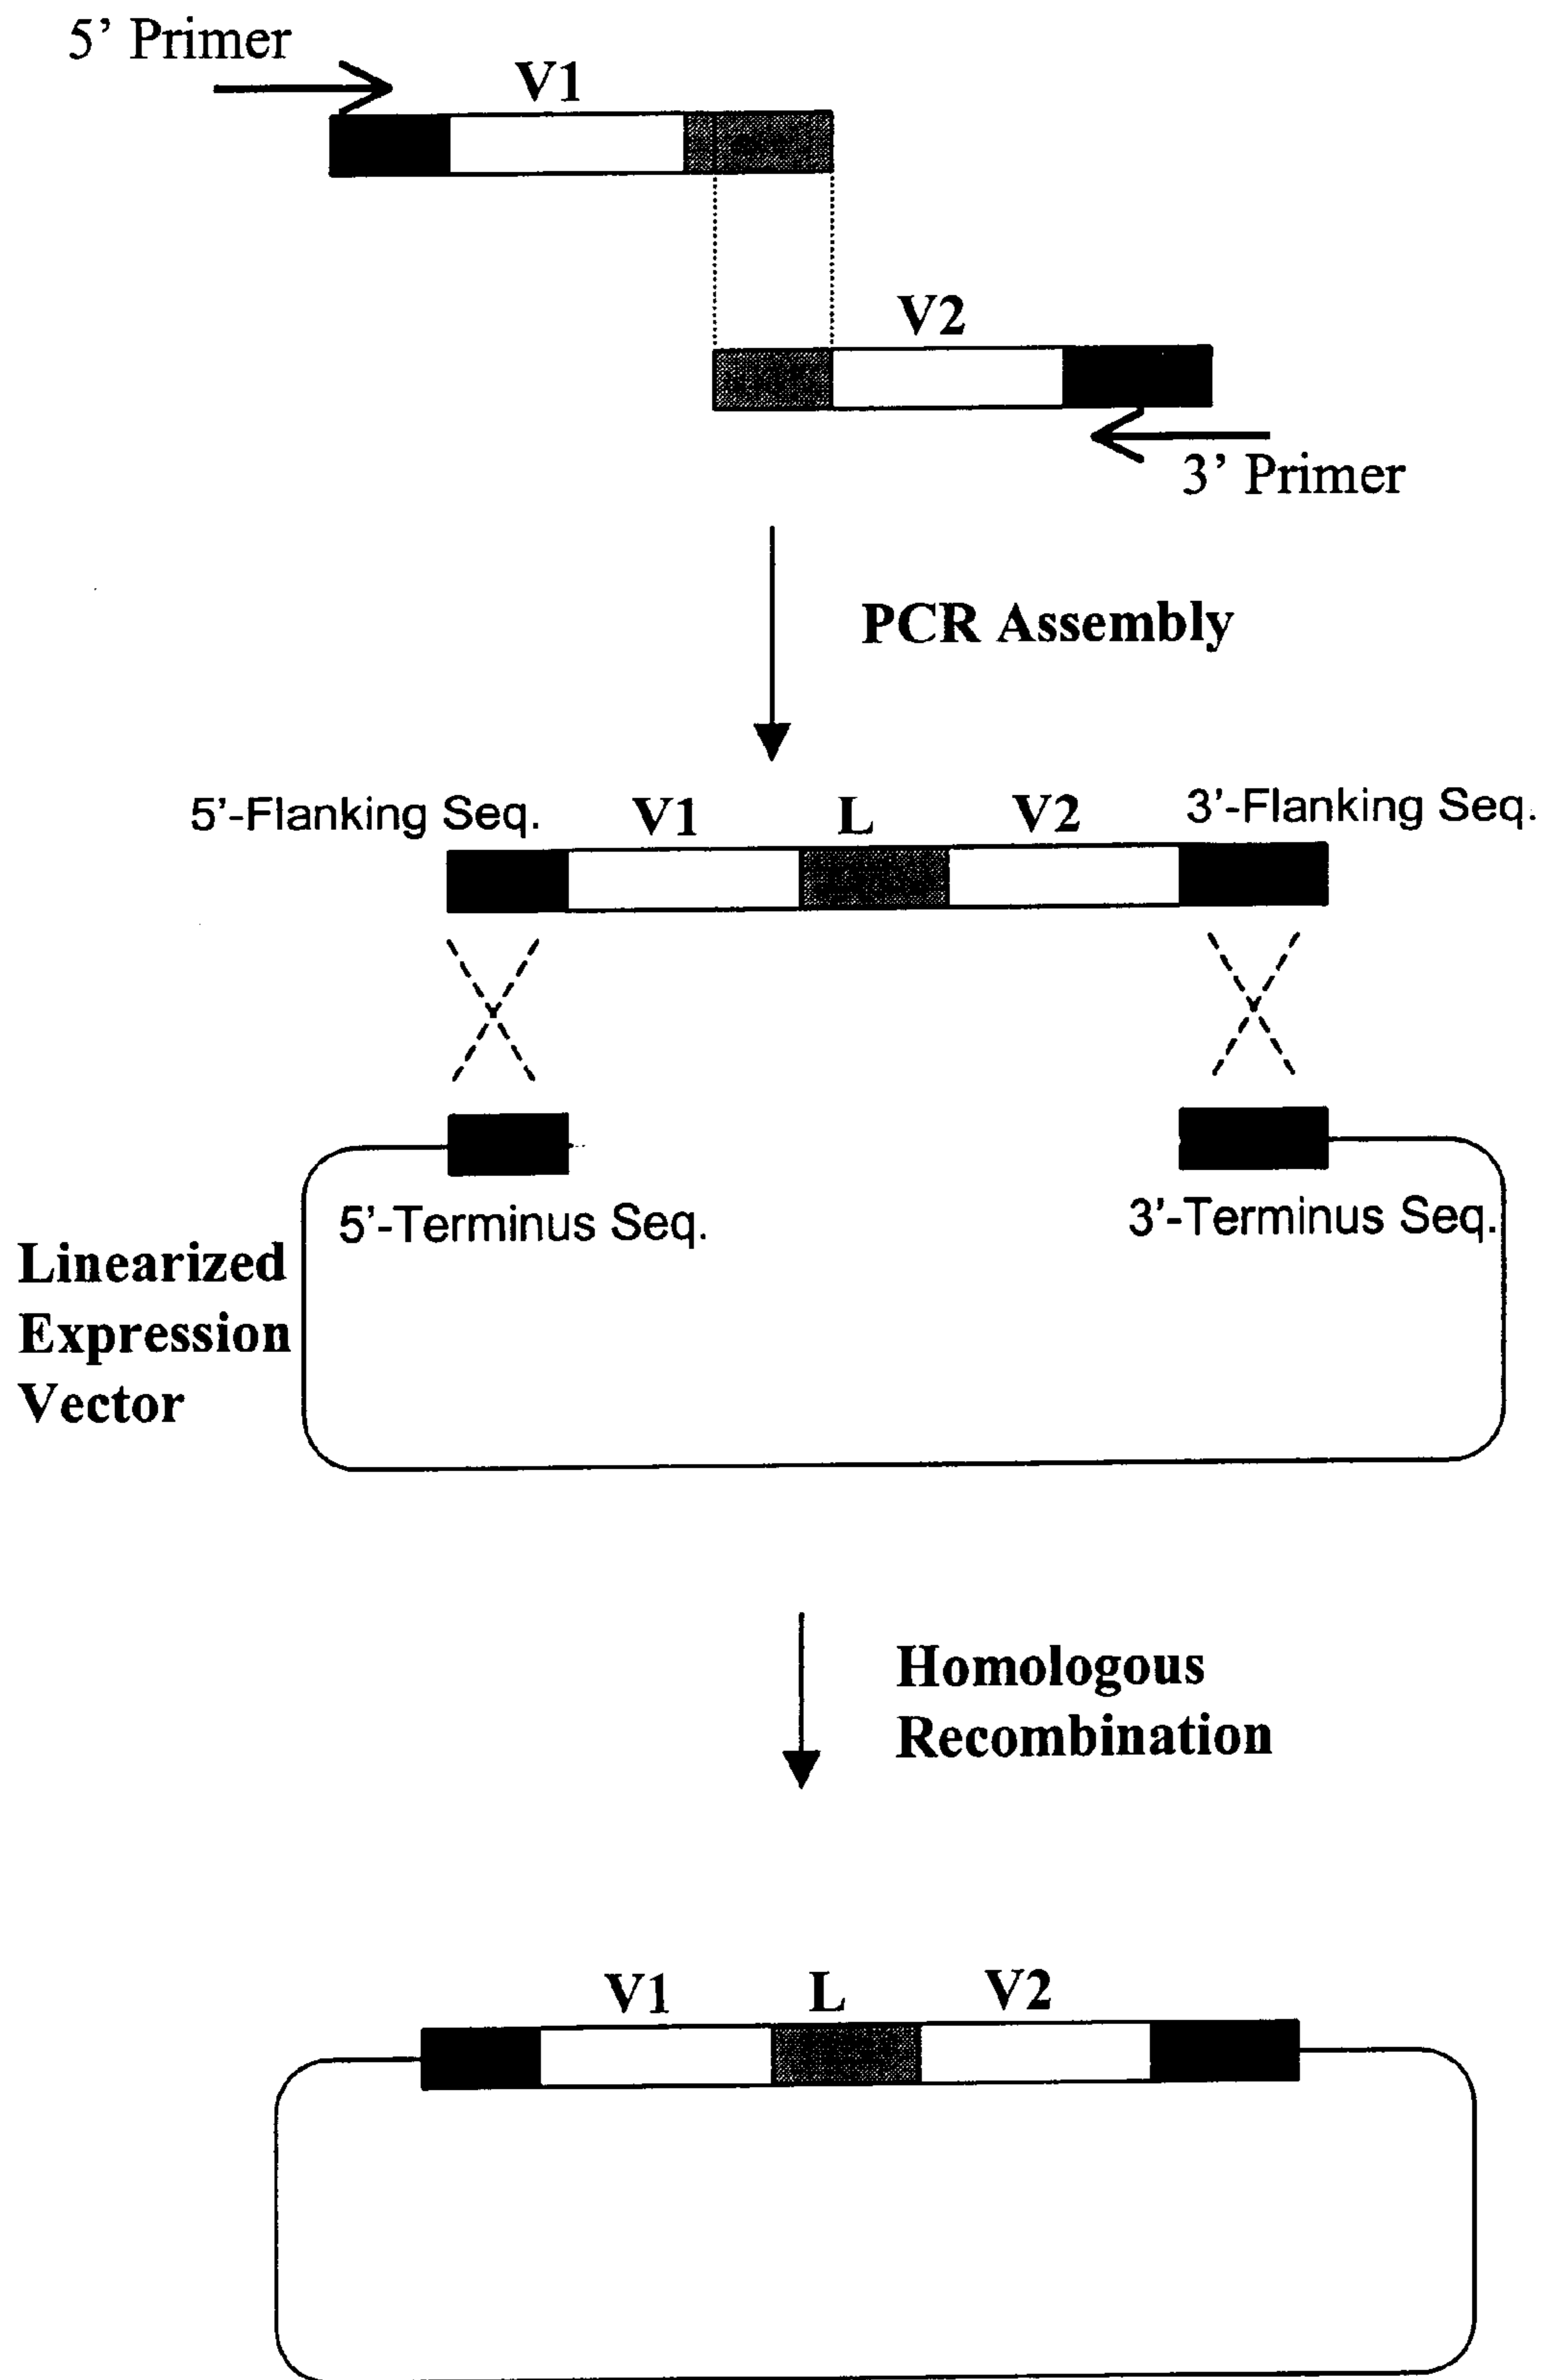 5’ Primer
V1
V2
3’ Primer
PCR Assembly
5’-Flanking Seq.
V1
L
V2
3’-Flanking Seq.
5’-Terminus Seq.
3’-Terminus Seq.
Linearized
Expression
Vector
Homologous
Recombination
V1
L
V2